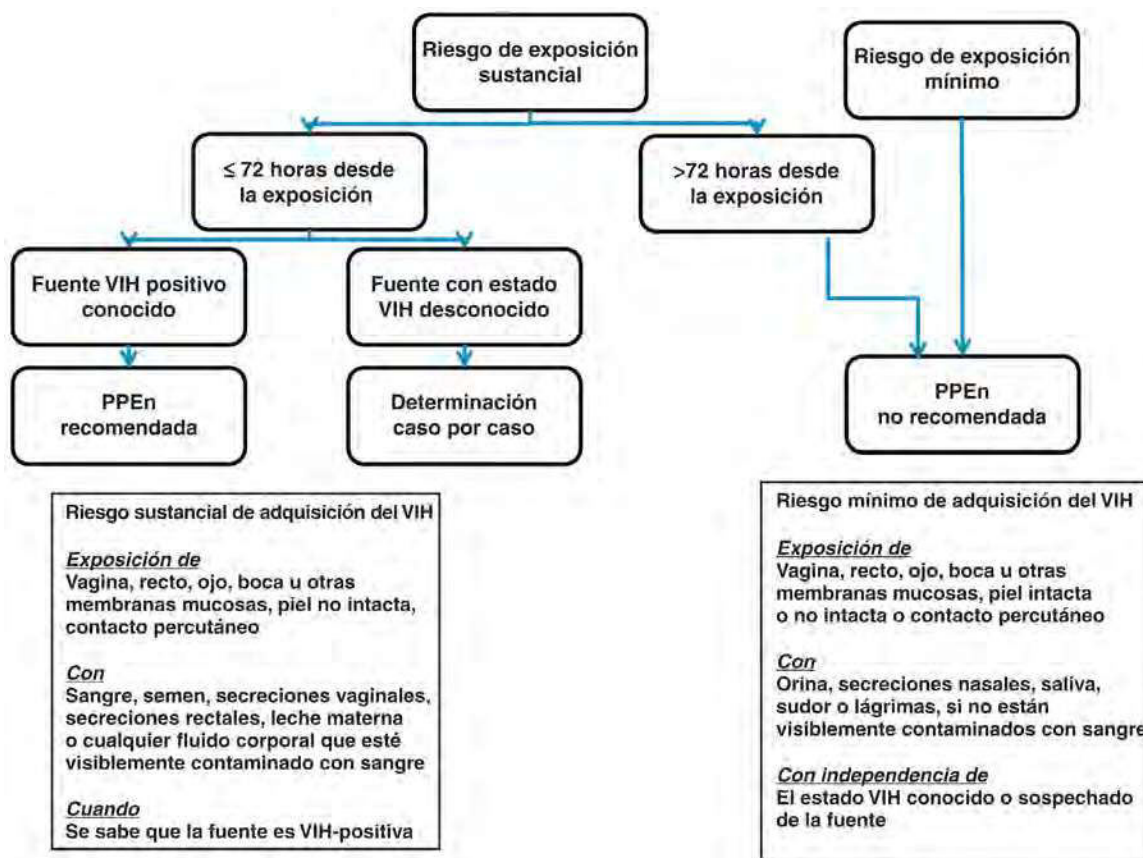 Riesgo de exposición
sustancial
Riesgo de exposición
mínimo
≤ 72 horas desde
la exposición
>72 horas desde
la exposición
Fuente VIH positivo
conocido
Fuente con estado
VIH desconocido
PPEn
recomendada
Determinación
caso por caso
PPEn
no recomendada
Riesgo sustancial de adquisición del VIH
Exposición de
Vagina, recto, ojo, boca u otras
membranas mucosas, piel no intacta,
contacto percutáneo
Con
Sangre, semen, secreciones vaginales,
secreciones rectales, leche materna
o cualquier fluido corporal que esté
visiblemente contaminado con sangre
Cuando
Se sabe que la fuente es VIH-positiva
Riesgo mínimo de adquisición del VIH
Exposición de
Vagina, recto, ojo, boca u otras
membranas mucosas, piel intacta
o no intacta o contacto percutáneo
Con
Orina, secreciones nasales, saliva,
sudor o lágrimas, si no están
visiblemente contaminados con sangre
Con independencia de
El estado VIH conocido o sospechado
de la fuente